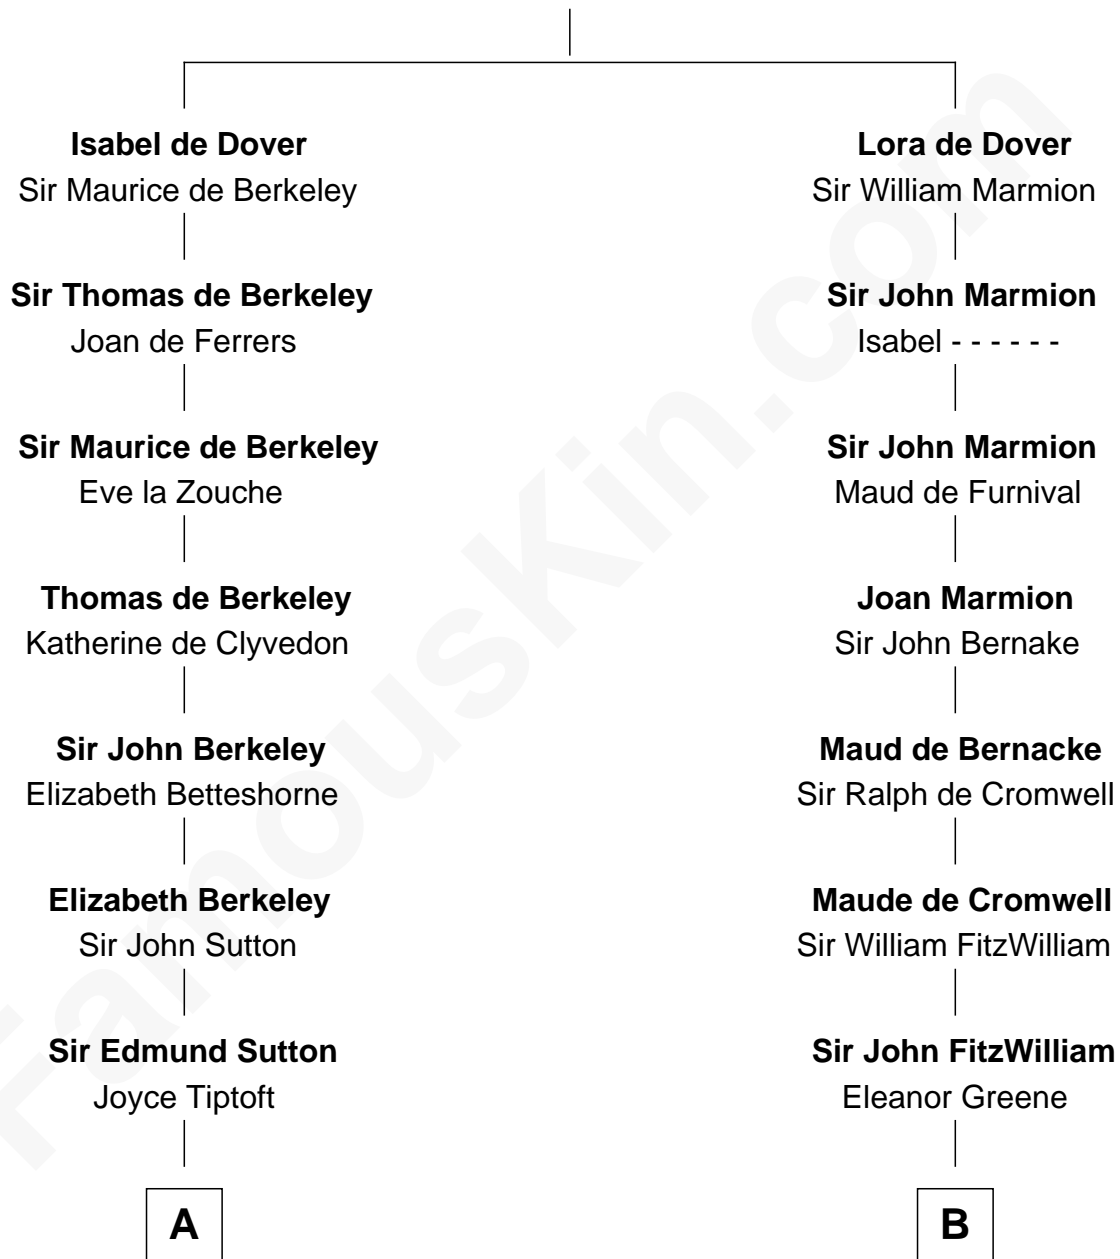 Isabel de Dover
Sir Maurice de Berkeley
Sir Thomas de Berkeley
Joan de Ferrers
Sir Maurice de Berkeley
Eve la Zouche
Thomas de Berkeley
Katherine de Clyvedon
Sir John Berkeley
Elizabeth Betteshorne
Elizabeth Berkeley
Sir John Sutton
Sir Edmund Sutton
Joyce Tiptoft
A
Lora de Dover
Sir William Marmion
Sir John Marmion
Isabel - - - - - -
Sir John Marmion
Maud de Furnival
Joan Marmion
Sir John Bernake
Maud de Bernacke
Sir Ralph de Cromwell
Maude de Cromwell
Sir William FitzWilliam
Sir John FitzWilliam
Eleanor Greene
B
FamousKin.com